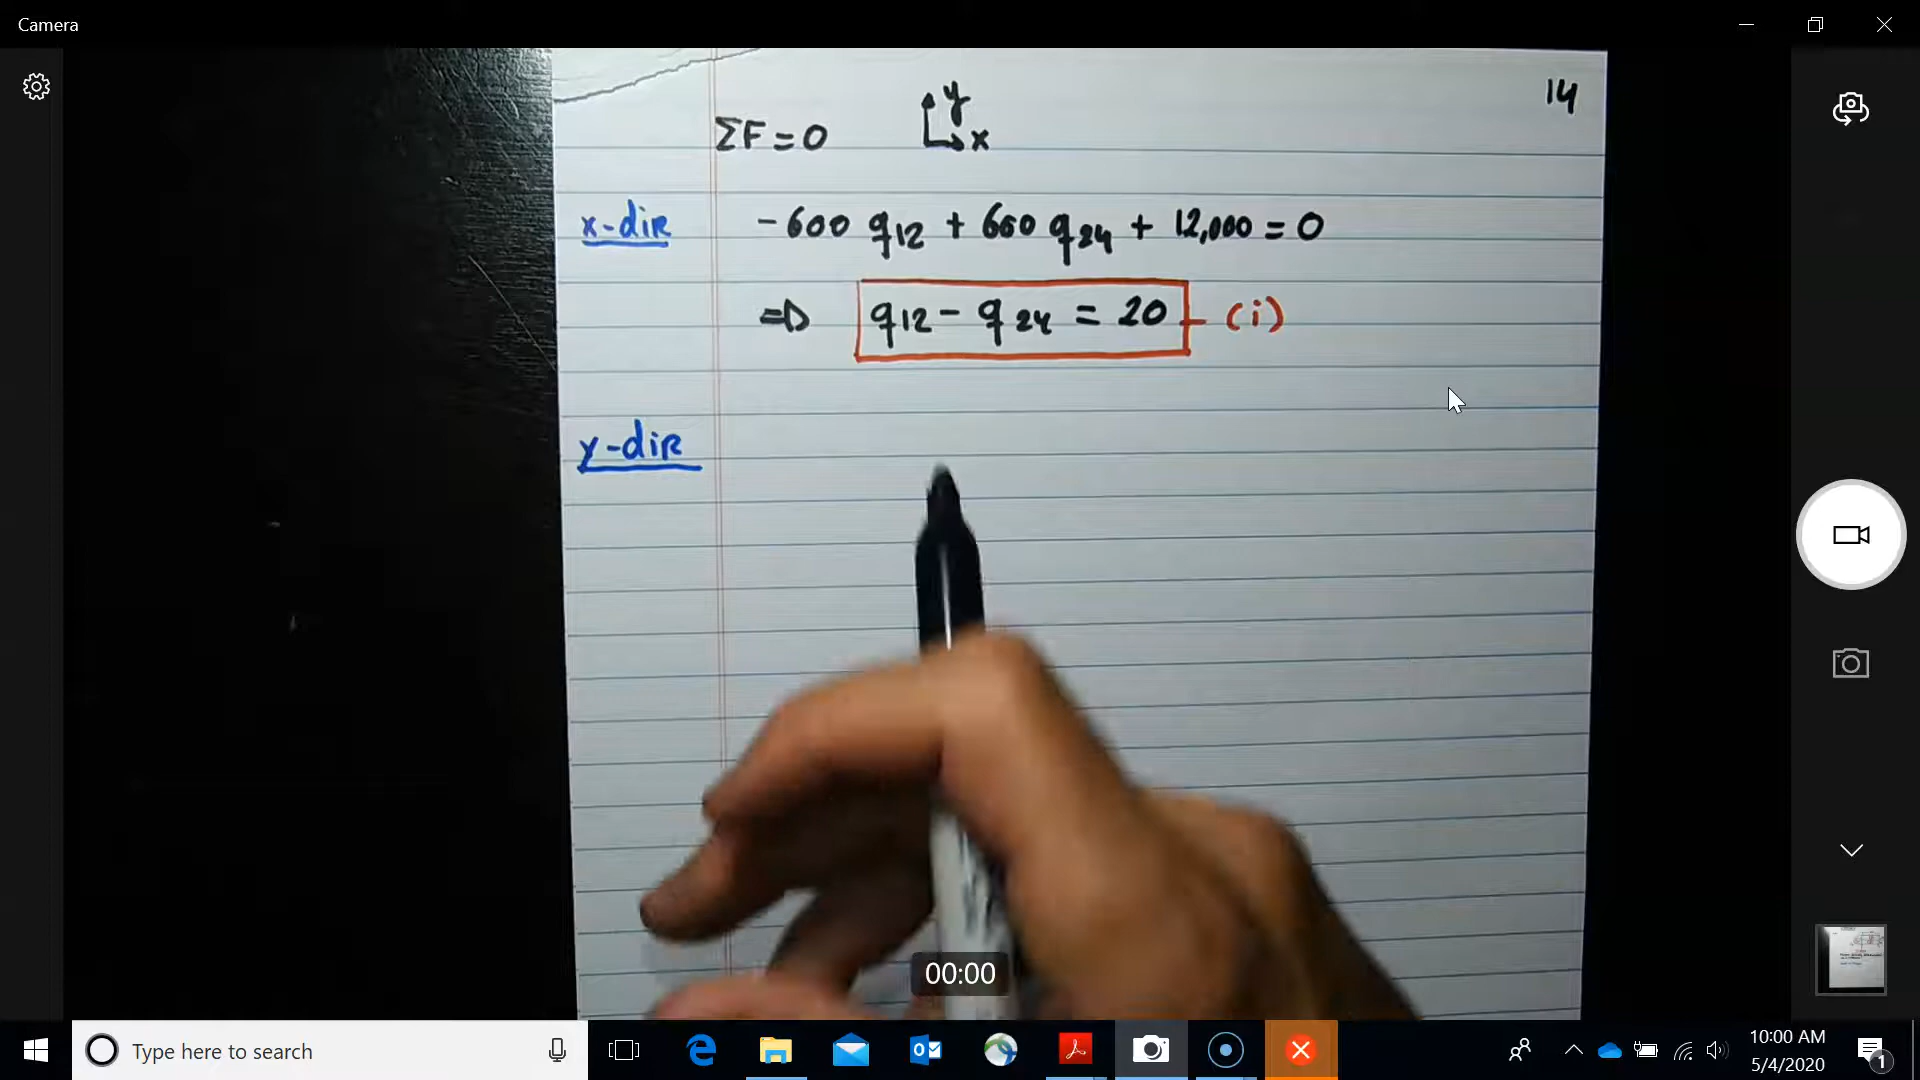 Camera
14
ΣF = 0 y x
x-dir -600 q12 + 600 q24 + 12,000 = 0
⇒ q12 - q24 = 20 - (i)
y-dir
00:00
Type here to search
10:00 AM
5/4/2020
1